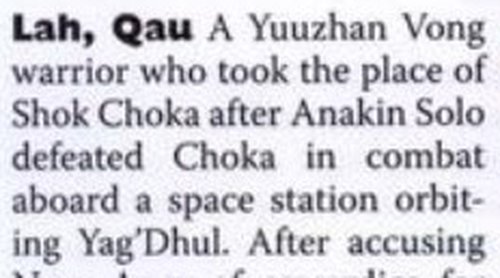 Lah, Qau A Yuuzhan Vong
warrior who took the place of
Shok Choka after Anakin Solo
defeated Choka in combat
aboard a space station orbit-
ing Yag'Dhul. After accusing